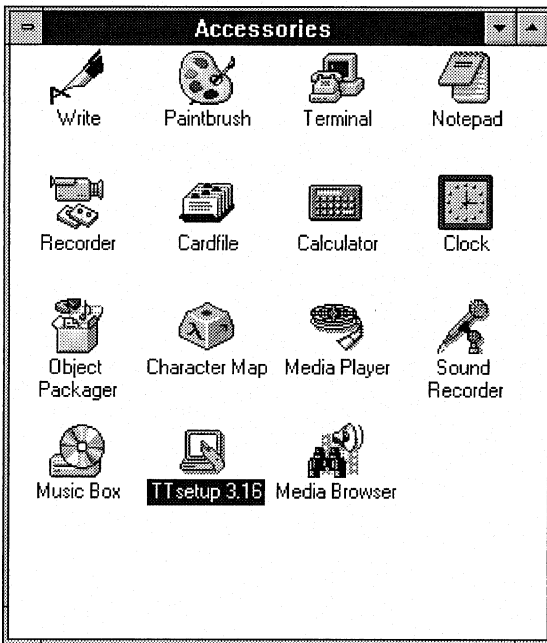 Accessories
Write Paintbrush Terminal Notepad
Recorder Cardfile Calculator Clock
Object Packager Character Map Media Player Sound Recorder
Music Box TTsetup 3.16 Media Browser